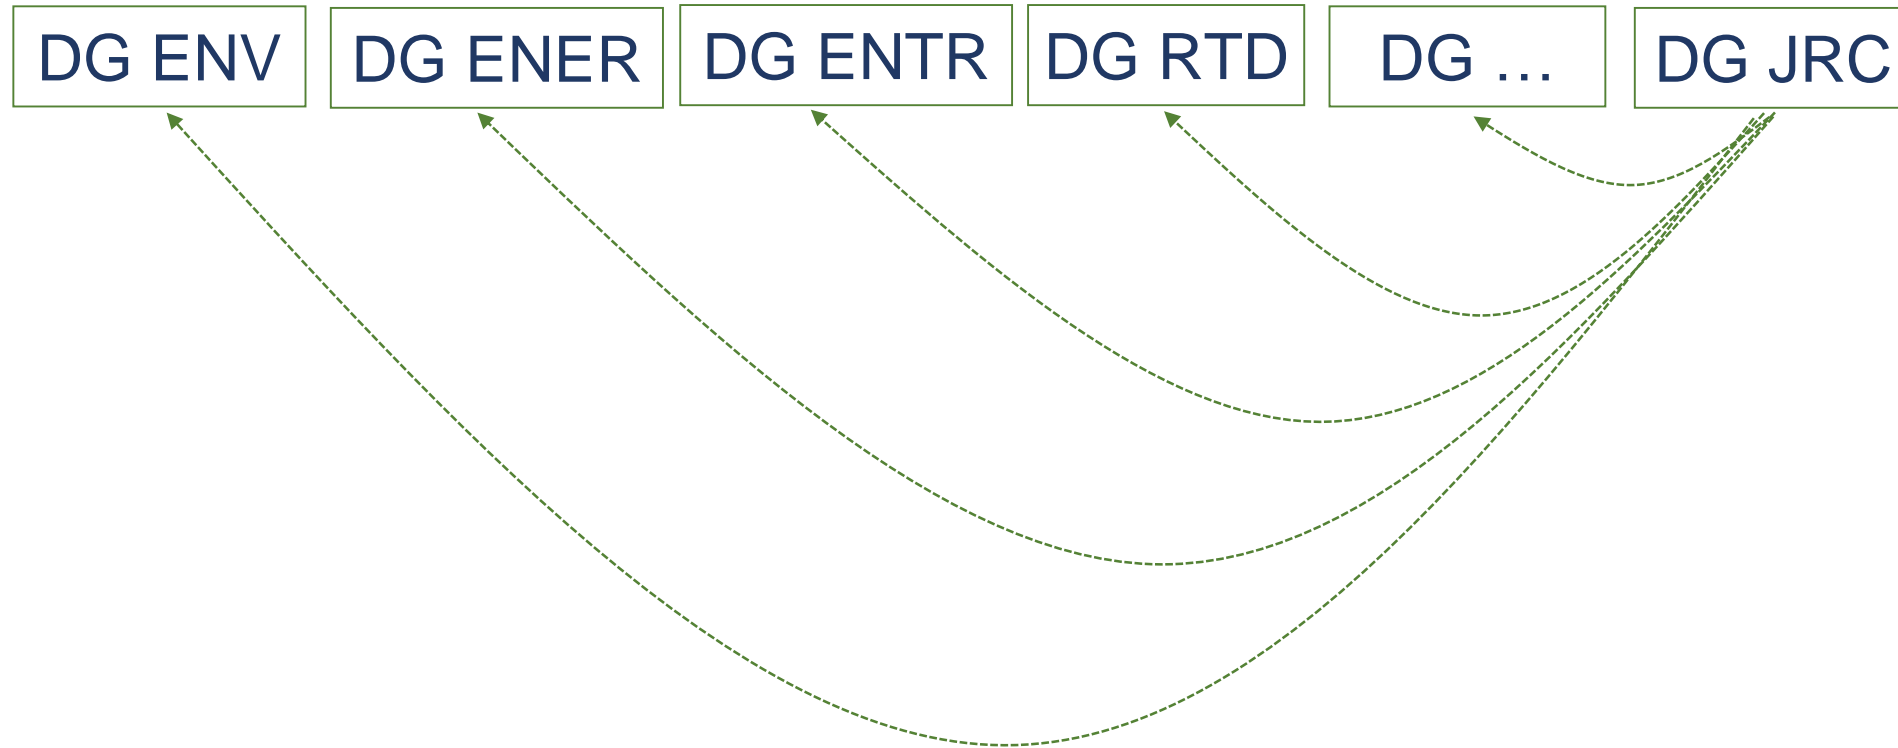 DG ENV
DG ENER
DG ENTR
DG RTD
DG …
DG JRC